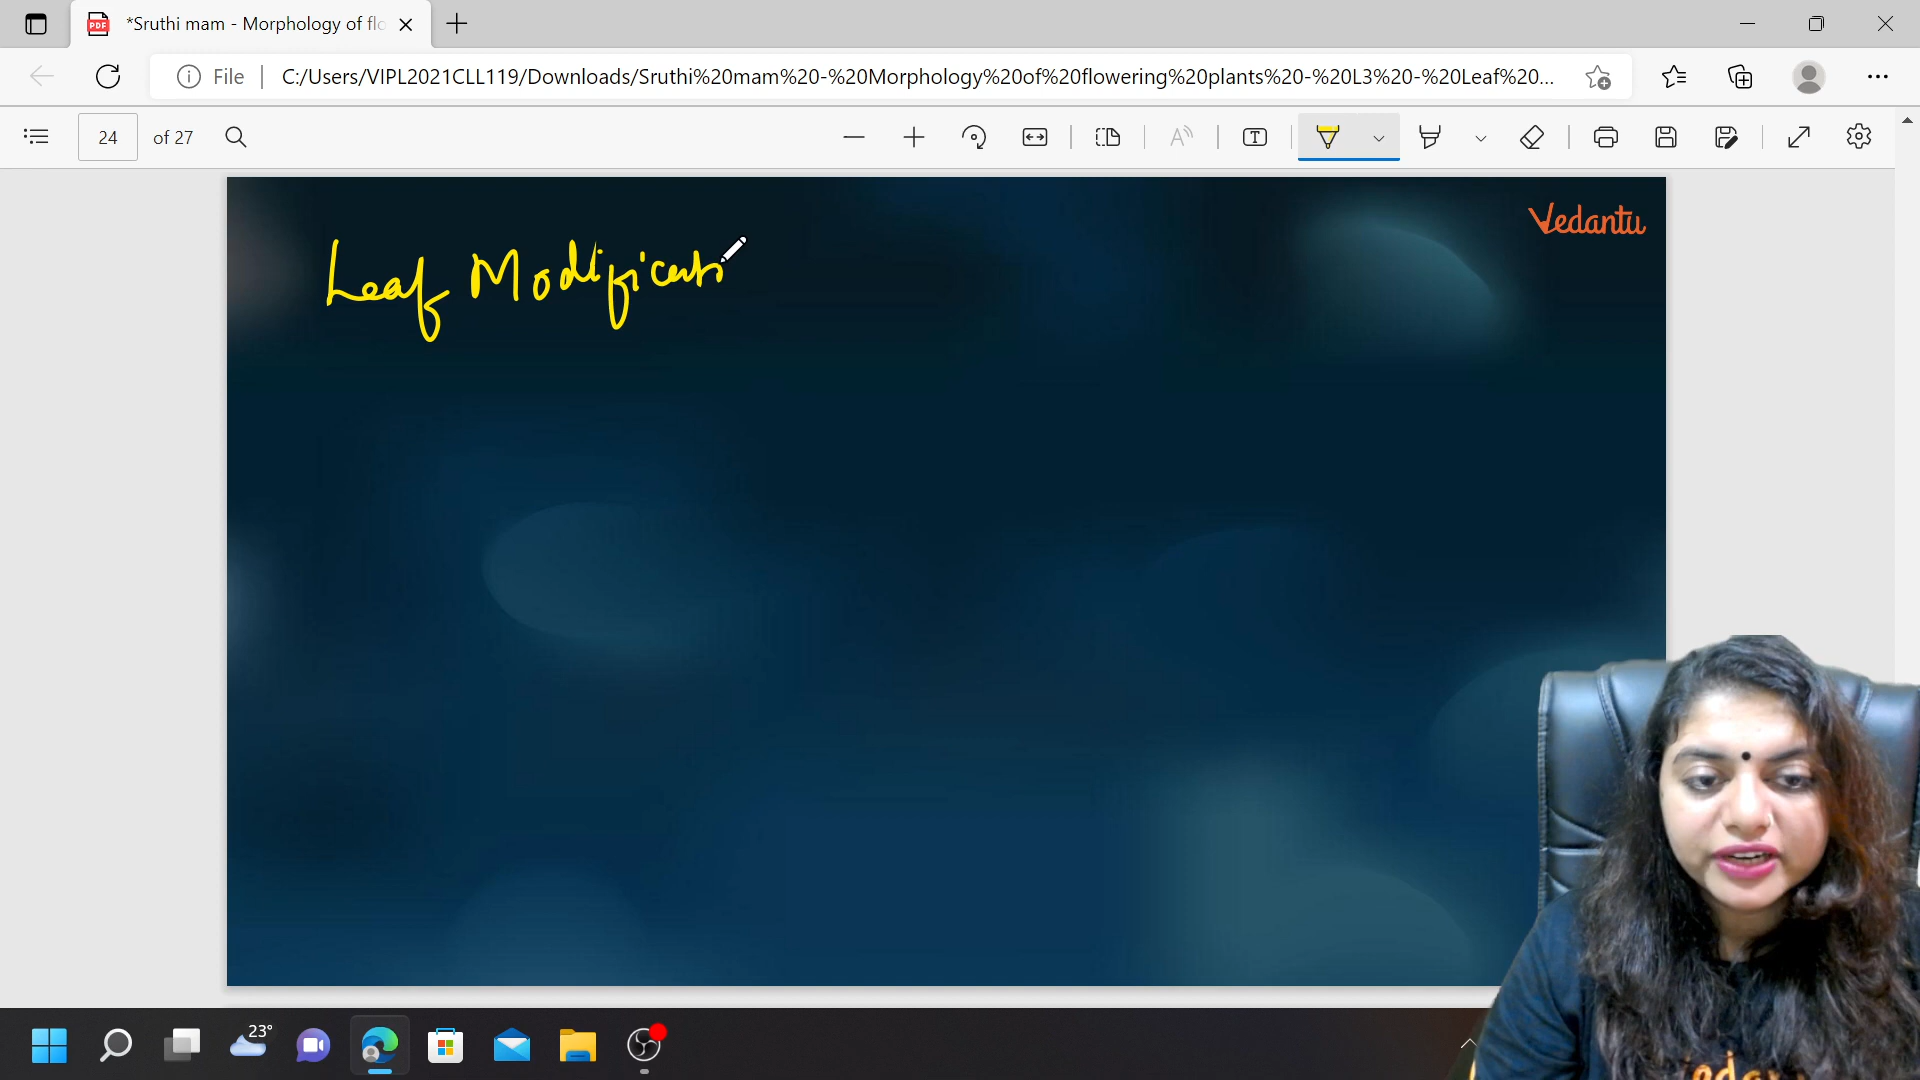 *Sruthi mam - Morphology of flo
File
C:/Users/VIPL2021CLL119/Downloads/Sruthi%20mam%20-%20Morphology%20of%20flowering%20plants%20-%20L3%20-%20Leaf%20...
24 of 27
Vedantu
Leaf Modificati
23°